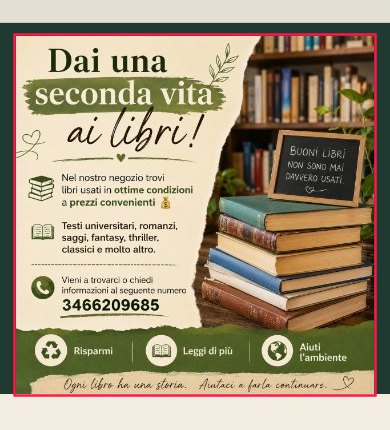 Dai una
seconda vita
ai libri!
Nel nostro negozio trovi
libri usati in ottime condizioni
a prezzi convenienti 💰
Testi universitari, romanzi,
saggi, fantasy, thriller,
classici e molto altro.
Vieni a trovarci o chiedi
informazioni al seguente numero
3466209685
BUONI LIBRI
NON SONO MAI
DAVVERO USATI
Risparmi
Leggi di più
Aiuti
l'ambiente
Ogni libro ha una storia. Aiutaci a farla continuare.